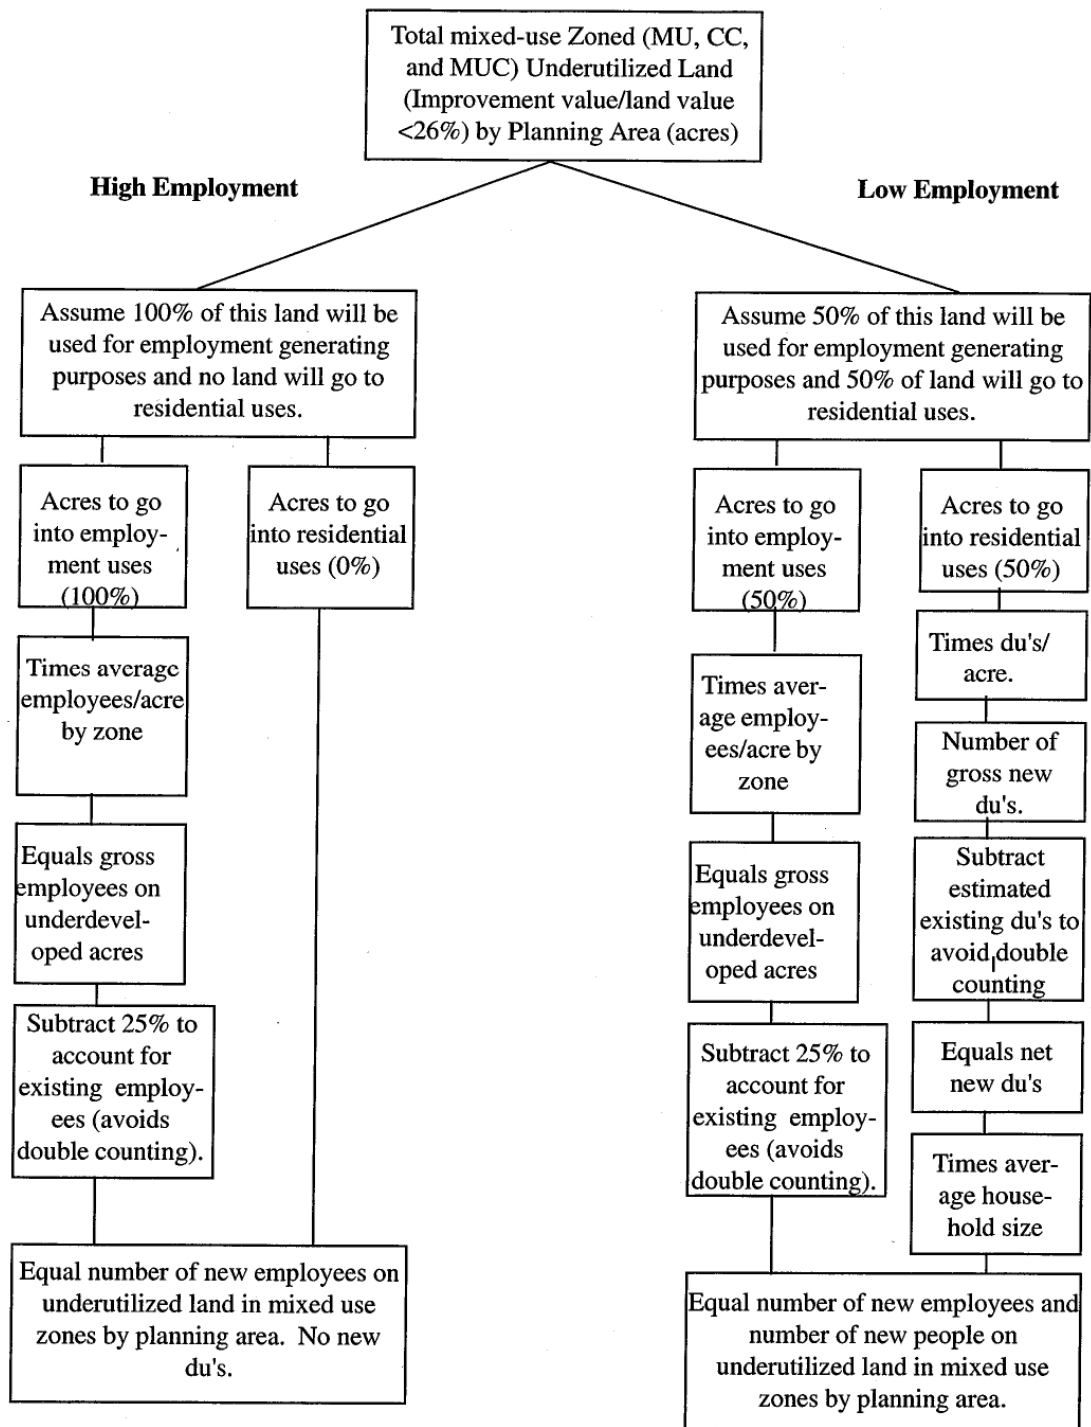 Total mixed-use Zoned (MU, CC,
and MUC) Underutilized Land
(Improvement value/land value
<26%) by Planning Area (acres)
High Employment
Low Employment
Assume 100% of this land will be
used for employment generating
purposes and no land will go to
residential uses.
Assume 50% of this land will be
used for employment generating
purposes and 50% of land will go to
residential uses.
Acres to go
into employ-
ment uses
(100%)
Acres to go
into residential
uses (0%)
Acres to go
into employ-
ment uses
(50%)
Acres to go
into residential
uses (50%)
Times average
employees/acre
by zone
Times aver-
age employ-
ees/acre by
zone
Times du's/
acre.
Number of
gross new
du's.
Equals gross
employees on
underdevel-
oped acres
Equals gross
employees on
underdevel-
oped acres
Subtract
estimated
existing du's to
avoid double
counting
Subtract 25% to
account for
existing employ-
ees (avoids
double counting).
Subtract 25% to
account for
existing employ-
ees (avoids
double counting).
Equals net
new du's
Times aver-
age house-
hold size
Equal number of new employees on
underutilized land in mixed use
zones by planning area. No new
du's.
Equal number of new employees and
number of new people on
underutilized land in mixed use
zones by planning area.